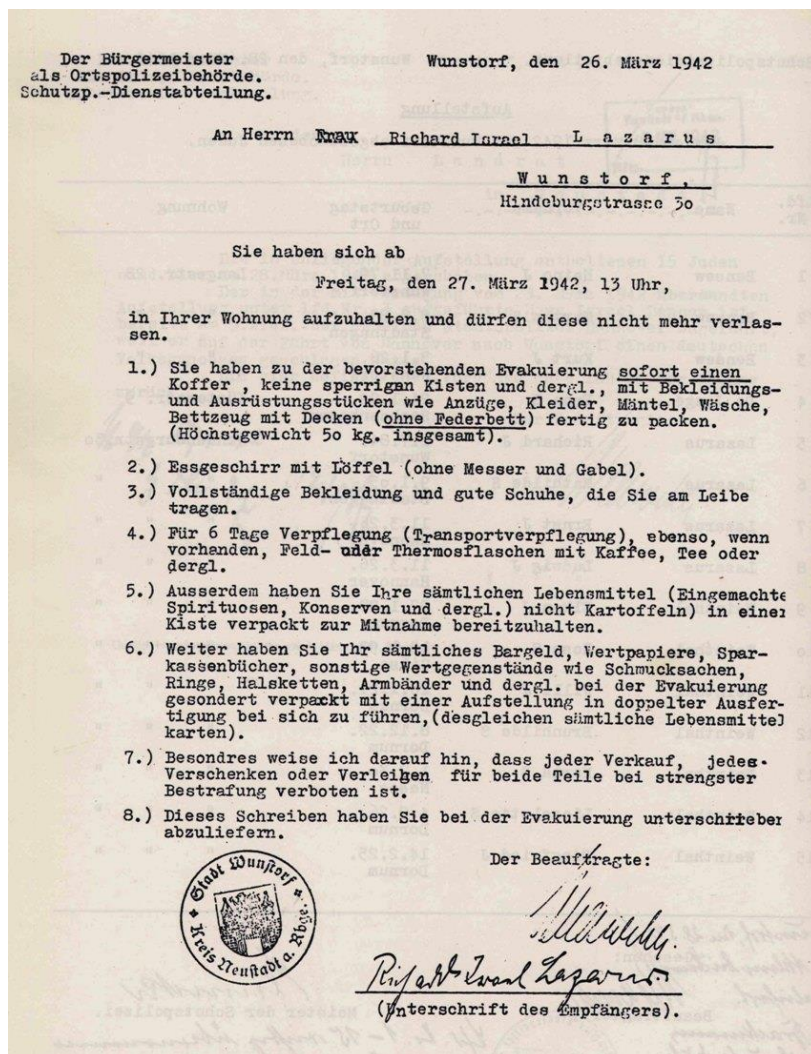 Der Bürgermeister
als Ortspolizeibehörde.
Schutzp.-Dienstabteilung.
Wunstorf, den 26. März 1942
An Herrn Frau Richard Israel L a z a r u s
W u n s t o r f ,
Hindeburgstrasse 3o
Sie haben sich ab
Freitag, den 27. März 1942, 13 Uhr,
in Ihrer Wohnung aufzuhalten und dürfen diese nicht mehr verlas-
sen.
1.) Sie haben zu der bevorstehenden Evakuierung sofort einen
Koffer , keine sperrigan Kisten und dergl., mit Bekleidungs-
und Ausrüstungsstücken wie Anzüge, Kleider, Mäntel, Wäsche,
Bettzeug mit Decken (ohne Federbett) fertig zu packen.
(Höchstgewicht 5o kg. insgesamt).
2.) Essgeschirr mit Löffel (ohne Messer und Gabel).
3.) Vollständige Bekleidung und gute Schuhe, die Sie am Leibe
tragen.
4.) Für 6 Tage Verpflegung (Transportverpflegung), ebenso, wenn
vorhanden, Feld- oder Thermosflaschen mit Kaffee, Tee oder
dergl.
5.) Ausserdem haben Sie Ihre sämtlichen Lebensmittel (Eingemachte
Spirituosen, Konserven und dergl.) nicht Kartoffeln) in einer
Kiste verpackt zur Mitnahme bereitzuhalten.
6.) Weiter haben Sie Ihr sämtliches Bargeld, Wertpapiere, Spar-
kassenbücher, sonstige Wertgegenstände wie Schmucksachen,
Ringe, Halsketten, Armbänder und dergl. bei der Evakuierung
gesondert verpackt mit einer Aufstellung in doppelter Ausfer-
tigung bei sich zu führen,(desgleichen sämtliche Lebensmittel
karten).
7.) Besondres weise ich darauf hin, dass jeder Verkauf, jedes
Verschenken oder Verleihen für beide Teile bei strengster
Bestrafung verboten ist.
8.) Dieses Schreiben haben Sie bei der Evakuierung unterschrieben
abzuliefern.
Der Beauftragte:
Stadt Wunstorf
Kreis Neustadt a. Rbge.
Richard Israel Lazarus
(Unterschrift des Empfängers).